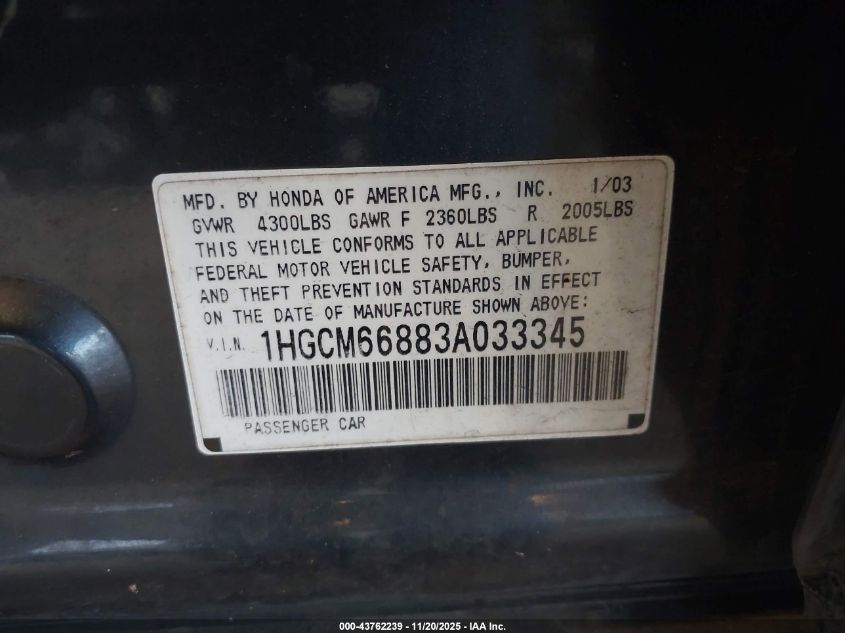 MFD. BY HONDA OF AMERICA MFG., INC. 1/03
GVWR 4300LBS GAWR F 2360LBS R 2005LBS
THIS VEHICLE CONFORMS TO ALL APPLICABLE
FEDERAL MOTOR VEHICLE SAFETY, BUMPER,
AND THEFT PREVENTION STANDARDS IN EFFECT
ON THE DATE OF MANUFACTURE SHOWN ABOVE:
V.I.N. 1HGCM66883A033345
PASSENGER CAR
000-43762239 - 11/20/2025 - IAA Inc.